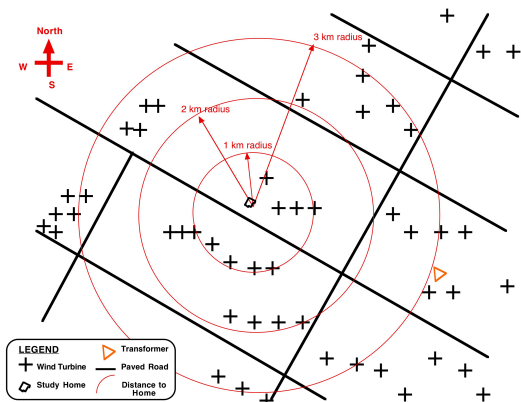 North
W E
S
3 km radius
2 km radius
1 km radius
LEGEND
Transformer
Wind Turbine
Paved Road
Study Home
Distance to
Home